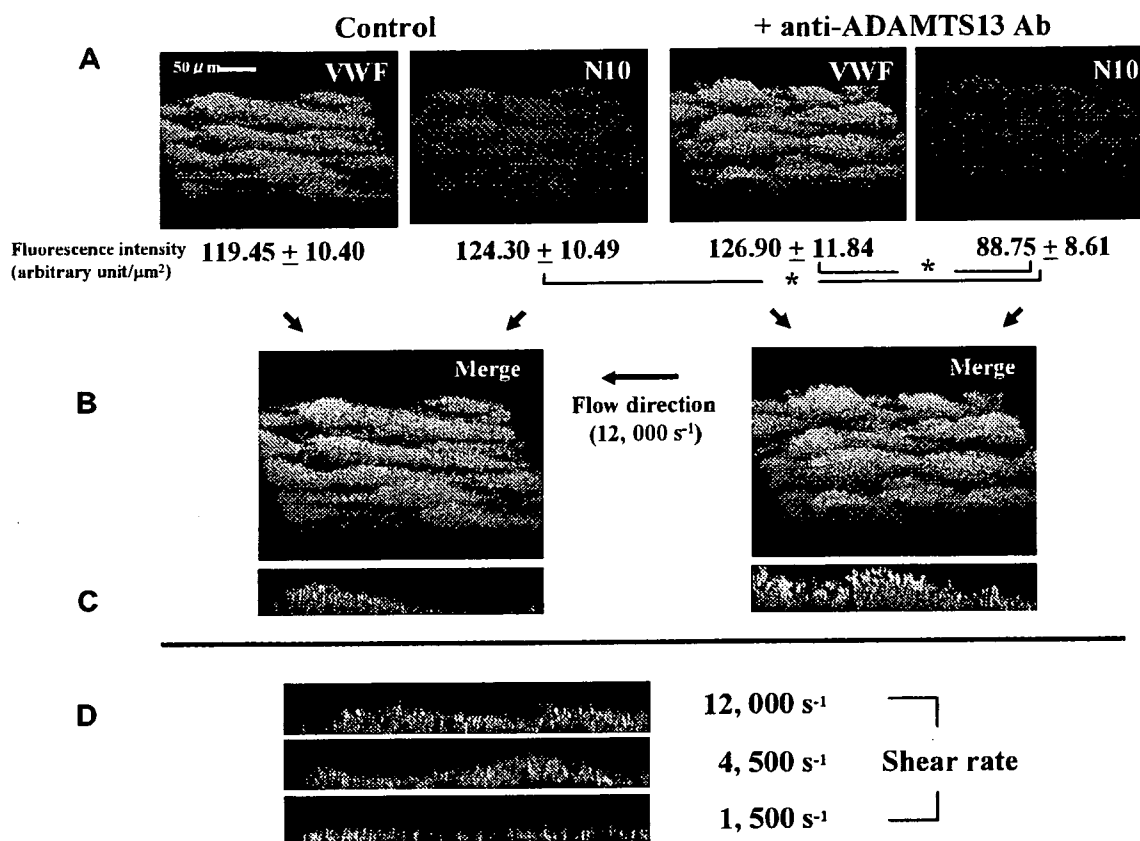 Control
+ anti-ADAMTS13 Ab
A
50 μm
VWF
N10
VWF
N10
Fluorescence intensity
(arbitrary unit/μm²)
119.45 ± 10.40
124.30 ± 10.49
126.90 ± 11.84
88.75 ± 8.61
*
*
B
Merge
Flow direction
(12, 000 s⁻¹)
Merge
C
D
12, 000 s⁻¹
4, 500 s⁻¹
Shear rate
1, 500 s⁻¹